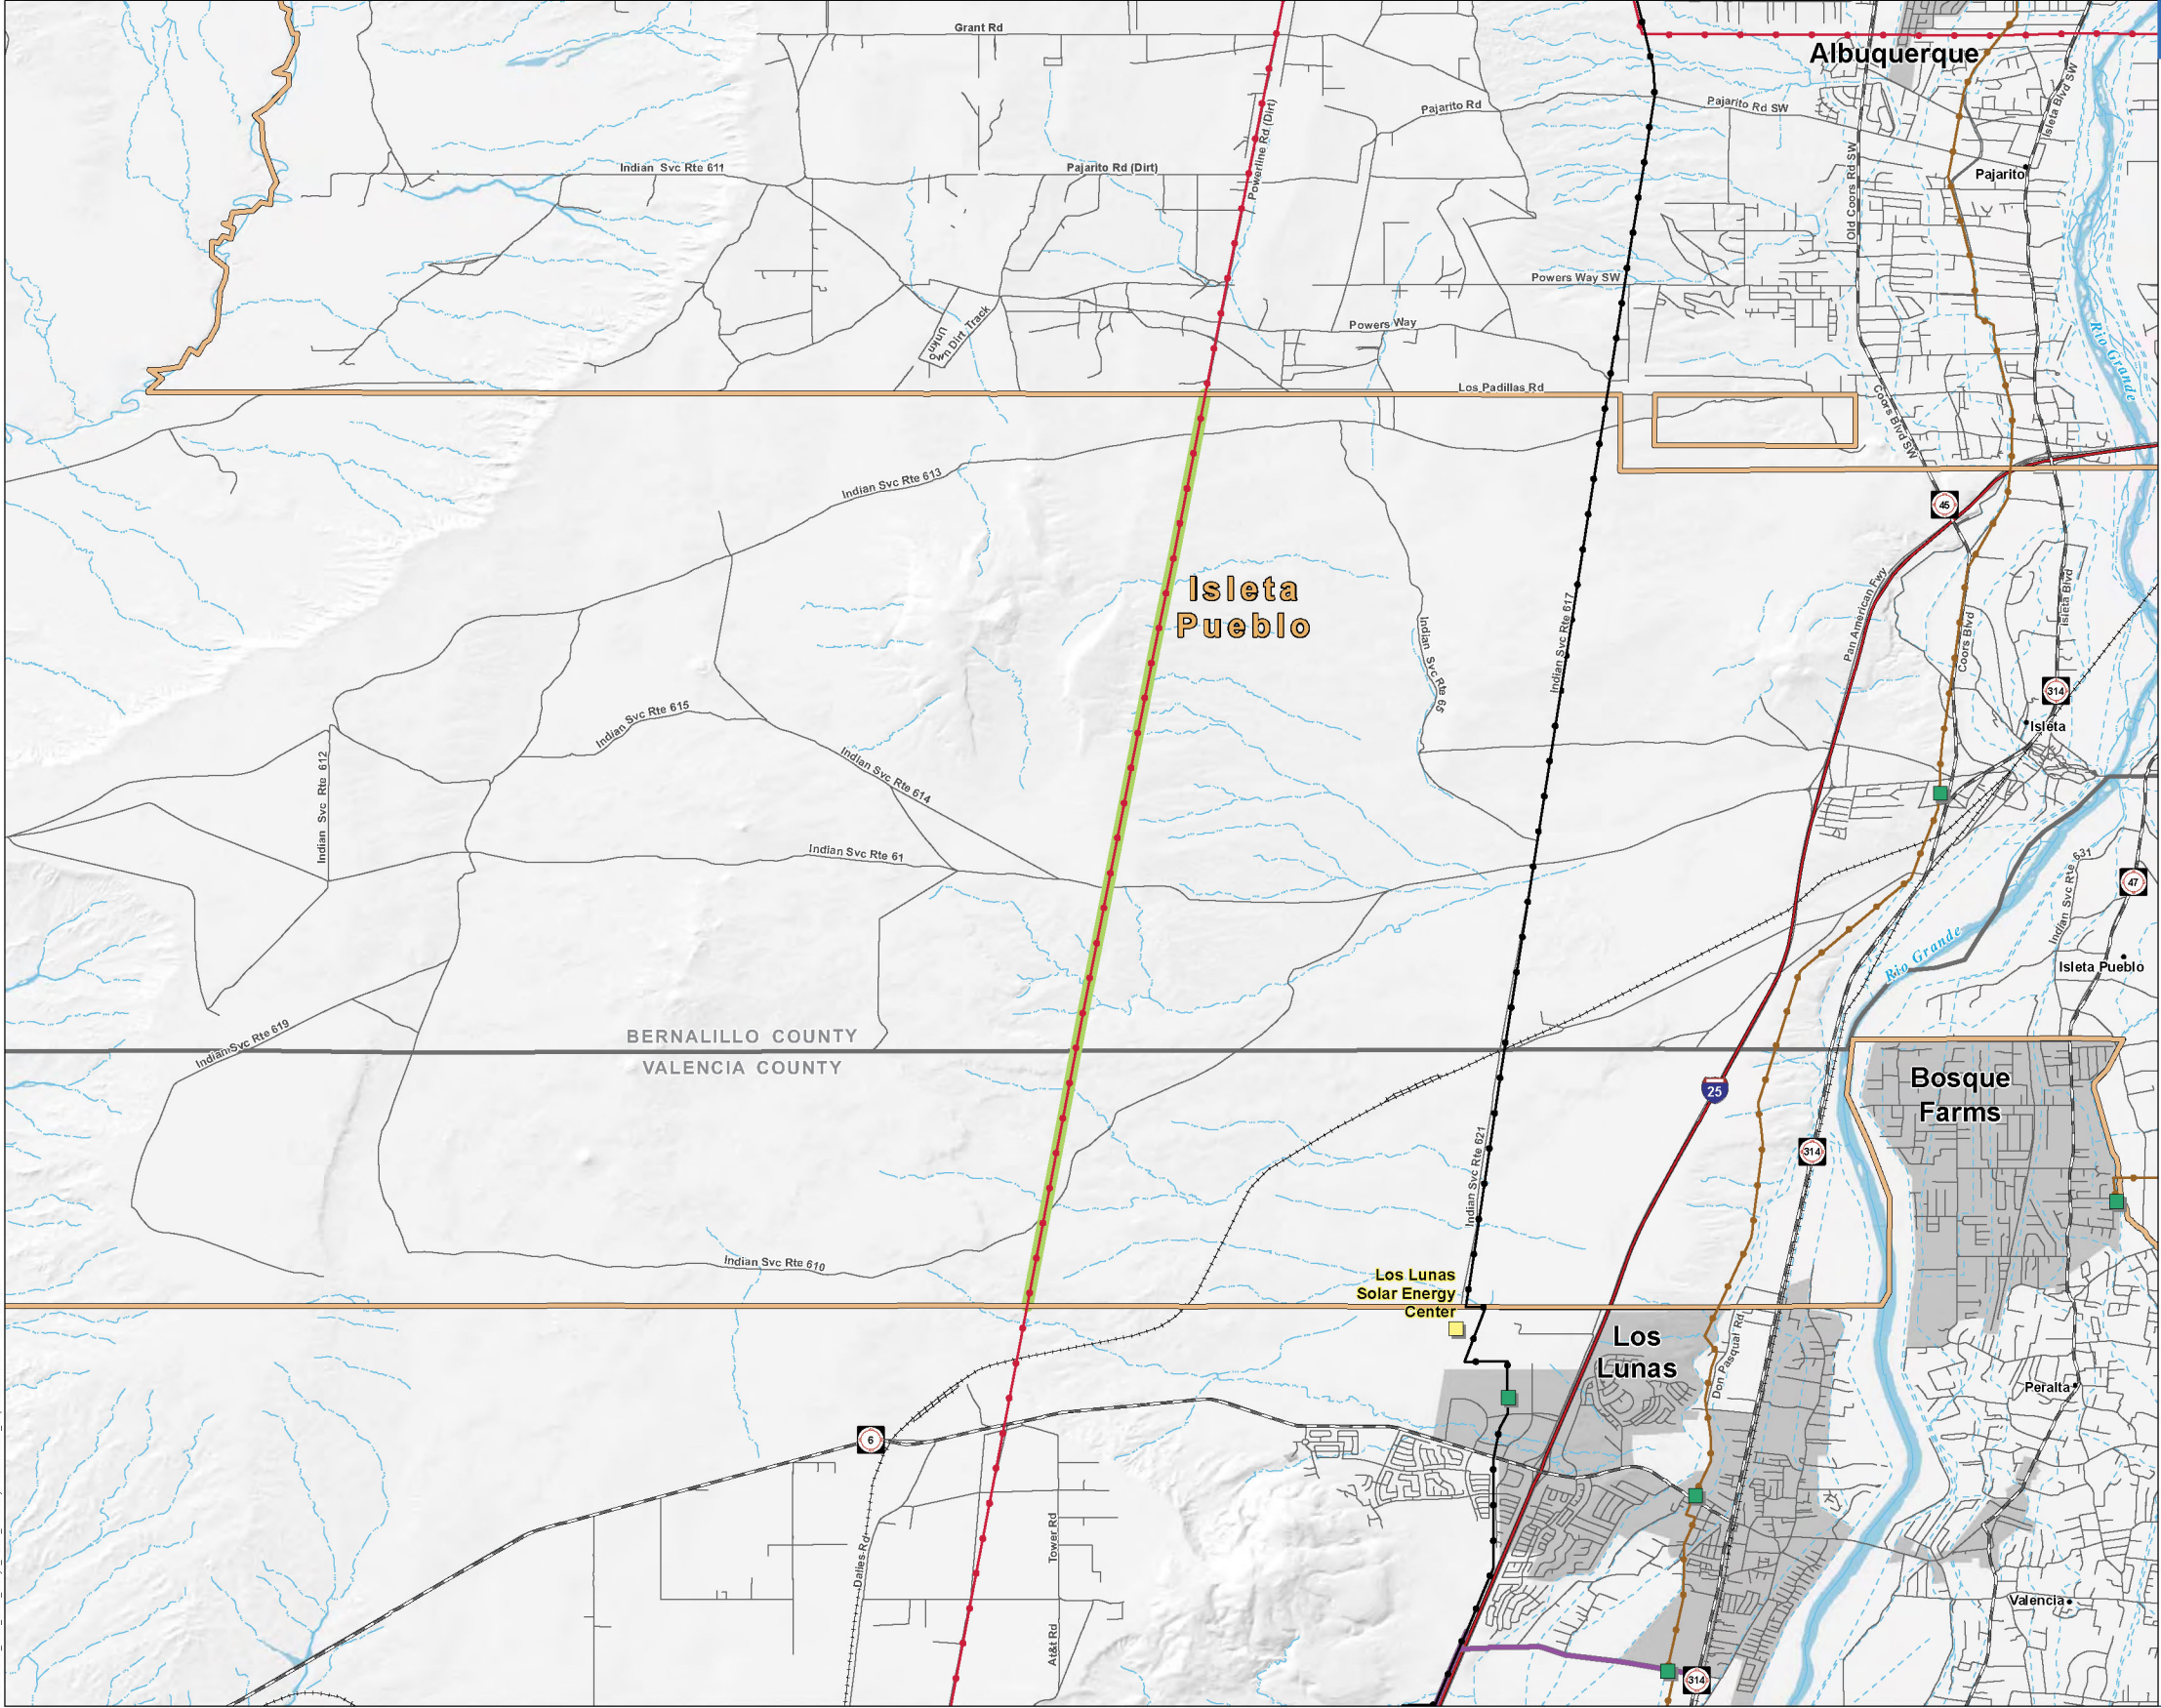 Grant Rd
Albuquerque
Isleta Blvd SW
Powerline Rd (Dirt)
Pajarito Rd
Pajarito Rd SW
Indian Svc Rte 611
Pajarito Rd (Dirt)
Old Coors Rd SW
Pajarito
Powers Way SW
Unkn
own Dirt Track
Powers Way
Rio Grande
Los Padillas Rd
Coors Blvd SW
Indian Svc Rte 613
45
Isleta
Pueblo
Indian Svc Rte 617
Pan American Fwy
Coors Blvd
Isleta Blvd
Indian Svc Rte 65
314
Isleta
Indian Svc Rte 615
Indian Svc Rte 612
Indian Svc Rte 614
Indian Svc Rte 61
Indian Svc Rte 631
47
Rio Grande
Isleta Pueblo
Indian Svc Rte 619
BERNALILLO COUNTY
VALENCIA COUNTY
25
Bosque
Farms
314
Indian Svc Rte 621
Indian Svc Rte 610
Los Lunas
Solar Energy
Center
Los
Lunas
Don Pasqual Rd
Peralta
6
Dalies Rd
Tower Rd
At&t Rd
Valencia
314